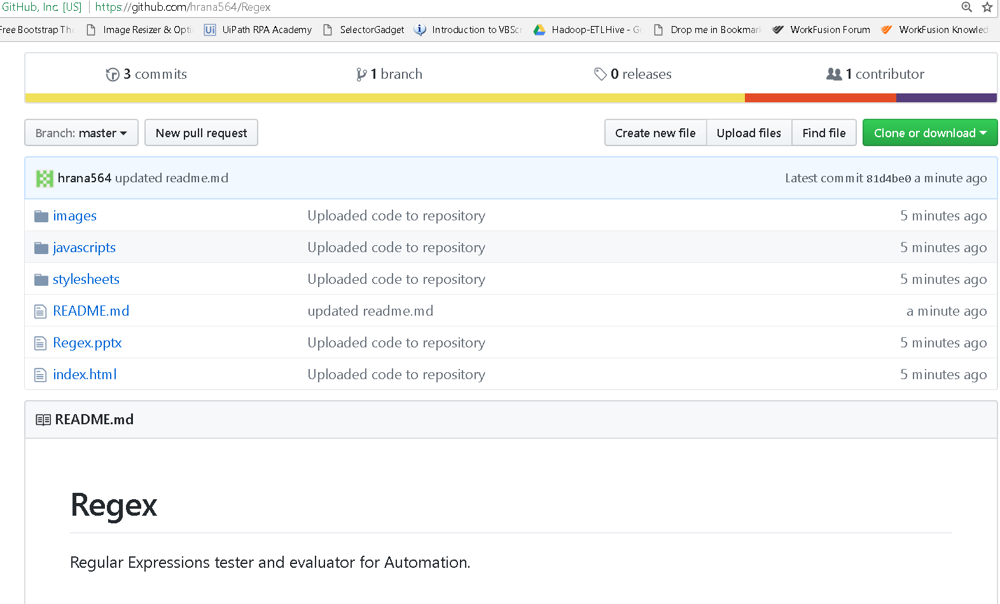 GitHub, Inc. [US] https://github.com/hrana564/Regex
Free Bootstrap Th Image Resizer & Opti UiPath RPA Academy SelectorGadget Introduction to VBScr Hadoop-ETLHive - Go Drop me in Bookmar WorkFusion Forum WorkFusion Knowled
3 commits 1 branch 0 releases 1 contributor
Branch: master New pull request Create new file Upload files Find file Clone or download
hrana564 updated readme.md Latest commit 81d4be0 a minute ago
images Uploaded code to repository 5 minutes ago
javascripts Uploaded code to repository 5 minutes ago
stylesheets Uploaded code to repository 5 minutes ago
README.md updated readme.md a minute ago
Regex.pptx Uploaded code to repository 5 minutes ago
index.html Uploaded code to repository 5 minutes ago
README.md
Regex
Regular Expressions tester and evaluator for Automation.